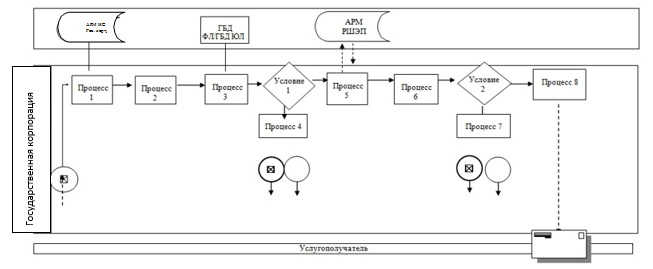 АРМ
ГБД
ФЛ/ГБД ЮЛ
АРМ
РШЭП
Государственная корпорация
Процесс
1
Процесс
2
Процесс
3
Условие
1
Процесс
5
Процесс
6
Условие
2
Процесс 8
Процесс 4
Процесс 7
Услугополучатель